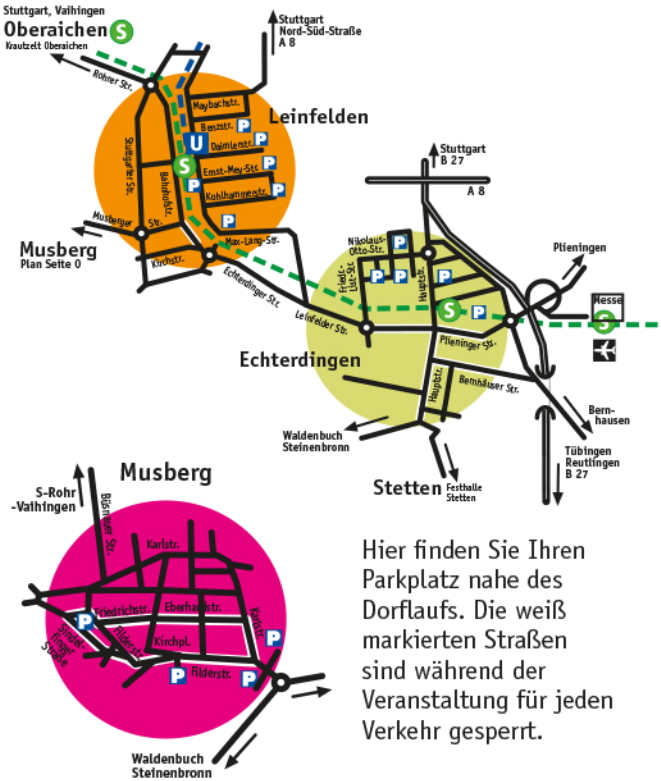 Stuttgart, Vaihingen
Oberaichen S
Krautzelt Oberaichen
Rohrer Str.
Stuttgart
Nord-Süd-Straße
A 8
Leinfelden
Maybachstr.
Benzstr. P
Daimlerstr. P
U
S
Ernst-Mey-Str. P
P
Kohlhammerstr. P
P
Stuttgarter Str.
Bahnhofstr.
Musberger Str.
Max-Lang-Str.
Musberg
Plan Seite 0
Kirchstr.
Echterdinger Str.
Leinfelder Str.
Stuttgart
B 27
A 8
Plieningen
Nikolaus-
Otto-Str.
P
Friedr.-
List-Str.
P P
Hauptstr.
P
S P
Messe
S
Echterdingen
Plieninger Str.
Hauptstr.
Bernhäuser Str.
Bern-
hausen
Waldenbuch
Steinenbronn
Tübingen
Reutlingen
B 27
Stetten Festhalle
Stetten
Musberg
S-Rohr
-Vaihingen
Büsnauer Str.
Karlstr.
Friedrichstr.
Eberhardstr.
Karlstr.
P
Sindel-
finger
Straße
Filderstr.
Kirchpl.
P
P
Filderstr.
P
Waldenbuch
Steinenbronn
Hier finden Sie Ihren
Parkplatz nahe des
Dorflaufs. Die weiß
markierten Straßen
sind während der
Veranstaltung für jeden
Verkehr gesperrt.